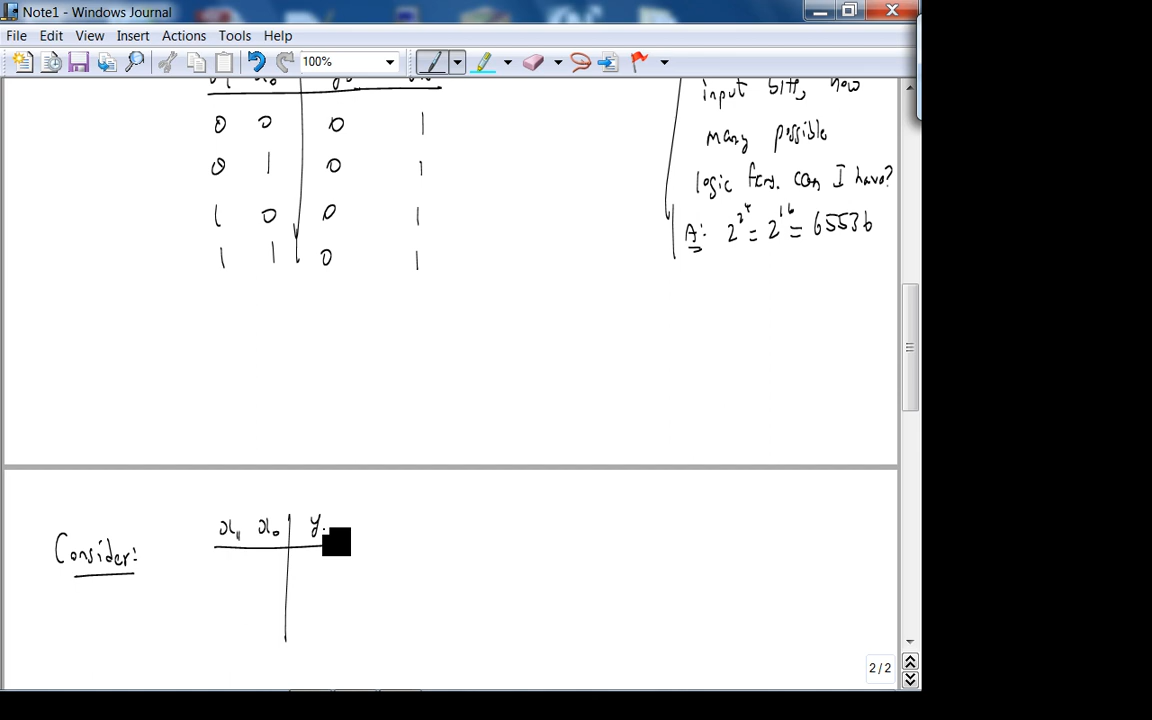 Note1 - Windows Journal
File Edit View Insert Actions Tools Help
100%
0 0 0 1
0 1 0 1
1 0 0 1
1 1 0 1
input bits, how
many possible
logic fcns. can I have?
A: 2^2^4 = 2^16 = 65536
Consider:
x₁ x₀ y
2 / 2